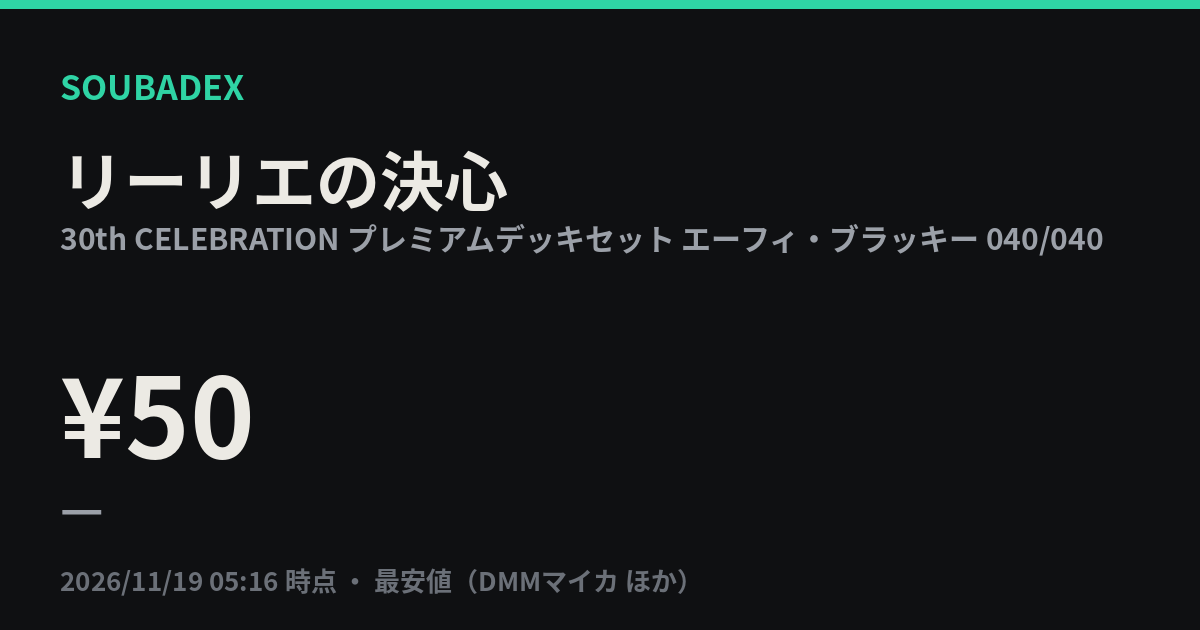 SOUBADEX
リーリエの決心
30th CELEBRATION プレミアムデッキセット エーフィ・ブラッキー 040/040
¥50
—
2026/11/19 05:16 時点 ・ 最安値（DMMマイカ ほか）